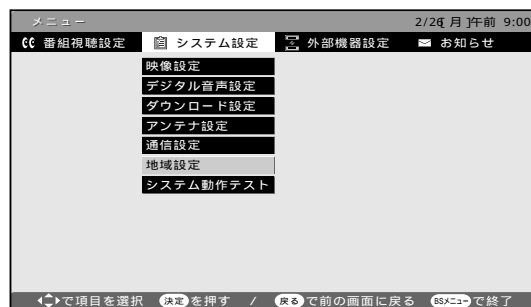 メニュー 2/26[月]午前 9:00
番組視聴設定 システム設定 外部機器設定 お知らせ
映像設定
デジタル音声設定
ダウンロード設定
アンテナ設定
通信設定
地域設定
システム動作テスト
で項目を選択 決定を押す / 戻るで前の画面に戻る BSメニューで終了